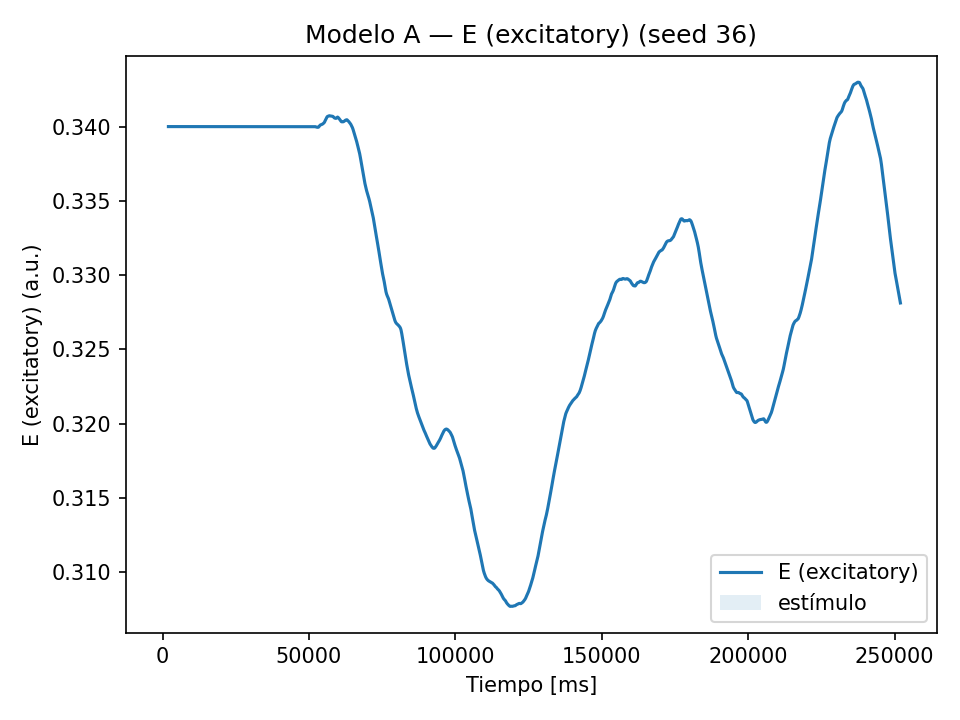 Modelo A — E (excitatory) (seed 36)
E (excitatory) (a.u.)
0.340
0.335
0.330
0.325
0.320
0.315
0.310
E (excitatory)
estímulo
0 50000 100000 150000 200000 250000
Tiempo [ms]